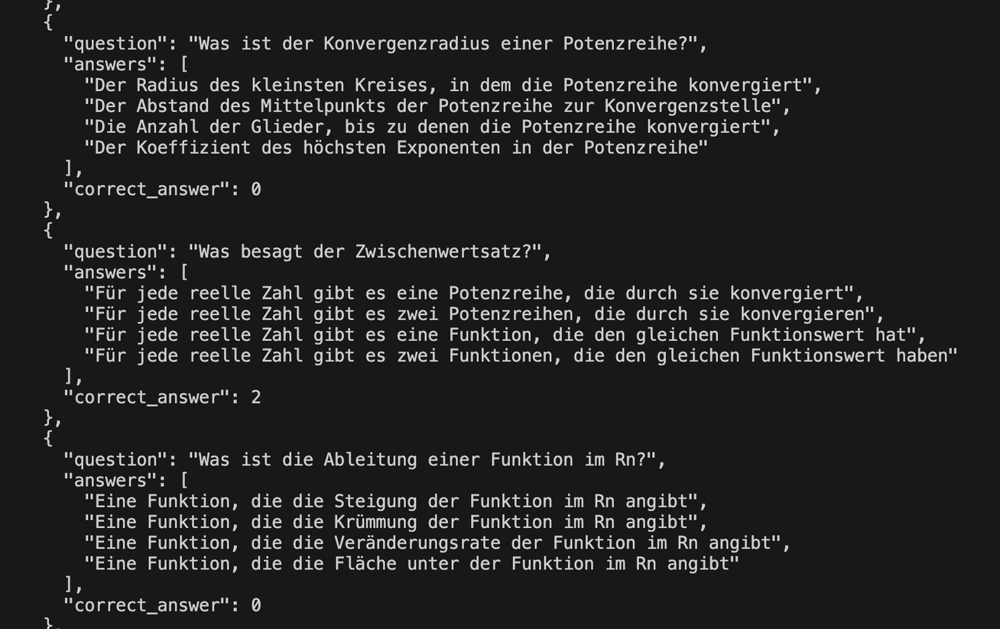 },
{
"question": "Was ist der Konvergenzradius einer Potenzreihe?",
"answers": [
"Der Radius des kleinsten Kreises, in dem die Potenzreihe konvergiert",
"Der Abstand des Mittelpunkts der Potenzreihe zur Konvergenzstelle",
"Die Anzahl der Glieder, bis zu denen die Potenzreihe konvergiert",
"Der Koeffizient des höchsten Exponenten in der Potenzreihe"
],
"correct_answer": 0
},
{
"question": "Was besagt der Zwischenwertsatz?",
"answers": [
"Für jede reelle Zahl gibt es eine Potenzreihe, die durch sie konvergiert",
"Für jede reelle Zahl gibt es zwei Potenzreihen, die durch sie konvergieren",
"Für jede reelle Zahl gibt es eine Funktion, die den gleichen Funktionswert hat",
"Für jede reelle Zahl gibt es zwei Funktionen, die den gleichen Funktionswert haben"
],
"correct_answer": 2
},
{
"question": "Was ist die Ableitung einer Funktion im Rn?",
"answers": [
"Eine Funktion, die die Steigung der Funktion im Rn angibt",
"Eine Funktion, die die Krümmung der Funktion im Rn angibt",
"Eine Funktion, die die Veränderungsrate der Funktion im Rn angibt",
"Eine Funktion, die die Fläche unter der Funktion im Rn angibt"
],
"correct_answer": 0
},